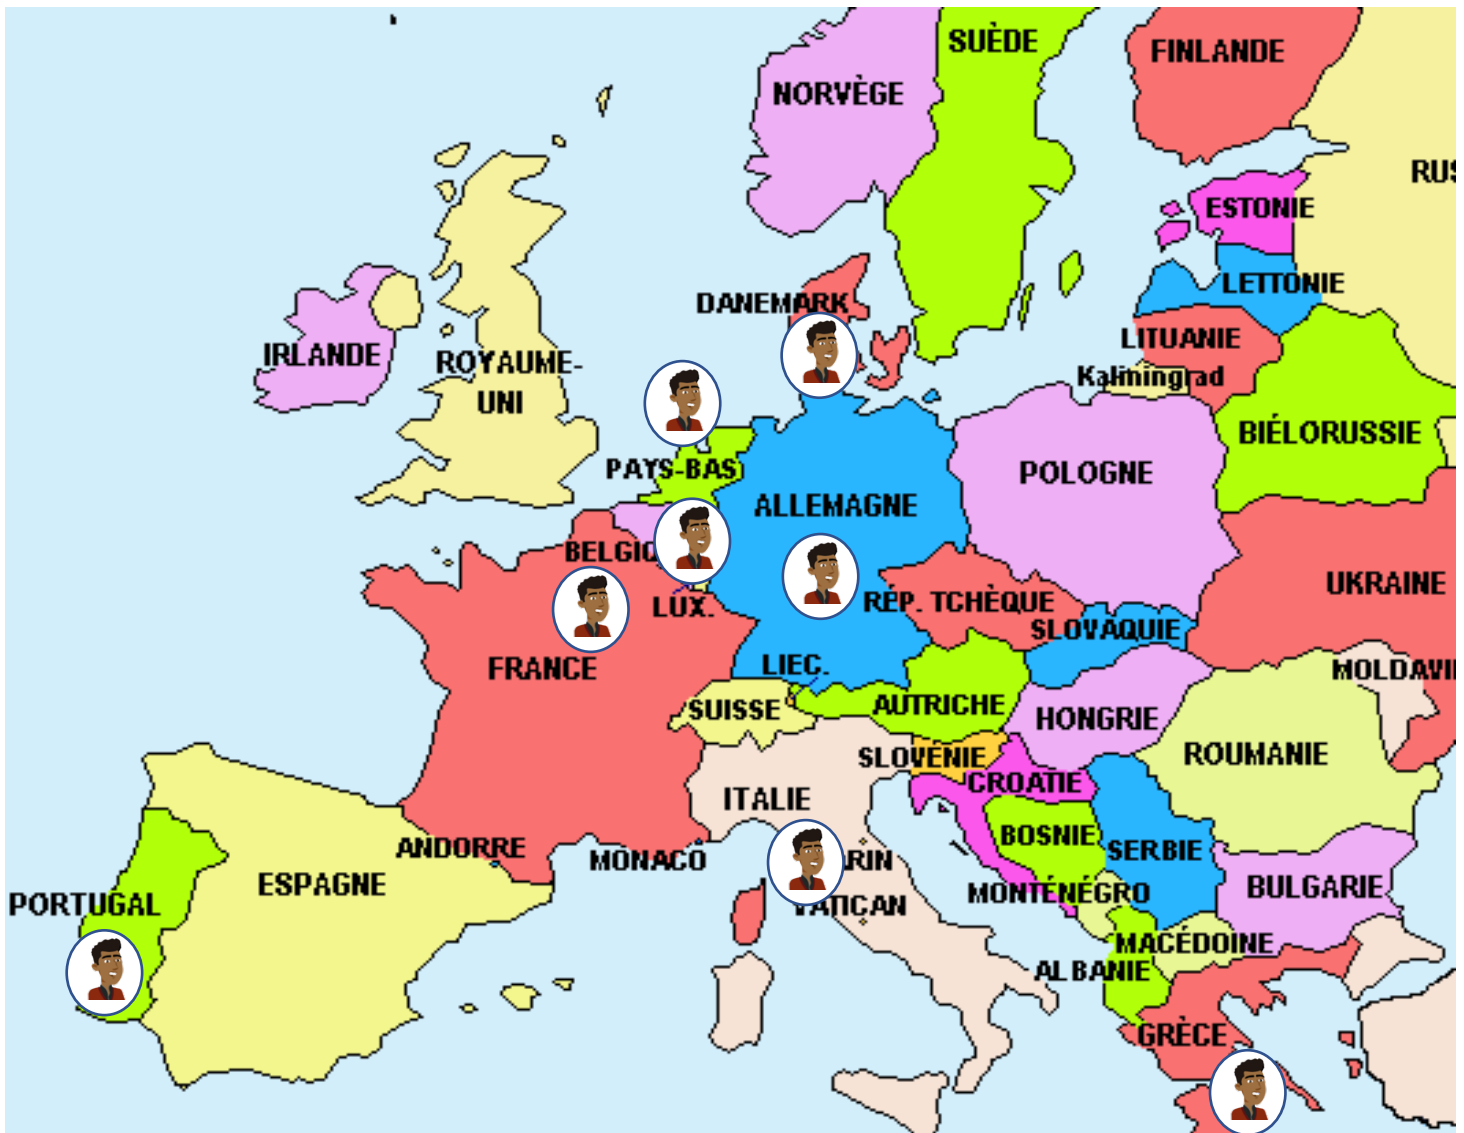 SUÈDE
FINLANDE
NORVÈGE
RUS
ESTONIE
LETTONIE
DANEMARK
LITUANIE
IRLANDE
ROYAUME-
UNI
Kaliningrad
BIÉLORUSSIE
PAYS-BAS
POLOGNE
ALLEMAGNE
BELGIQ
UKRAINE
LUX.
RÉP. TCHÈQUE
SLOVAQUIE
FRANCE
LIEC.
MOLDAVI
SUISSE
AUTRICHE
HONGRIE
SLOVÉNIE
ROUMANIE
CROATIE
ITALIE
BOSNIE
ANDORRE
MONACO
ARIN
SERBIE
ESPAGNE
MONTÉNÉGRO
BULGARIE
PORTUGAL
VATICAN
MACÉDOINE
ALBANIE
GRÈCE